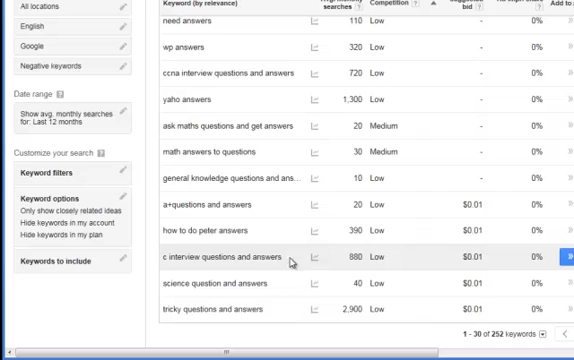 All locations
English
Google
Negative keywords
Date range
Show avg. monthly searches
for: Last 12 months
Customize your search
Keyword filters
Keyword options
Only show closely related ideas
Hide keywords in my account
Hide keywords in my plan
Keywords to include
Keyword (by relevance)
searches
Competition
bid
Add to
need answers 110 Low - 0%
wp answers 320 Low - 0%
ccna interview questions and answers 720 Low - 0%
yaho answers 1,300 Low - 0%
ask maths questions and get answers 20 Medium - 0%
math answers to questions 30 Medium - 0%
general knowledge questions and ans... 10 Low - 0%
a+questions and answers 20 Low $0.01 0%
how to do peter answers 390 Low $0.01 0%
c interview questions and answers 880 Low $0.01 0%
science question and answers 40 Low $0.01 0%
tricky questions and answers 2,900 Low $0.01 0%
1 - 30 of 252 keywords